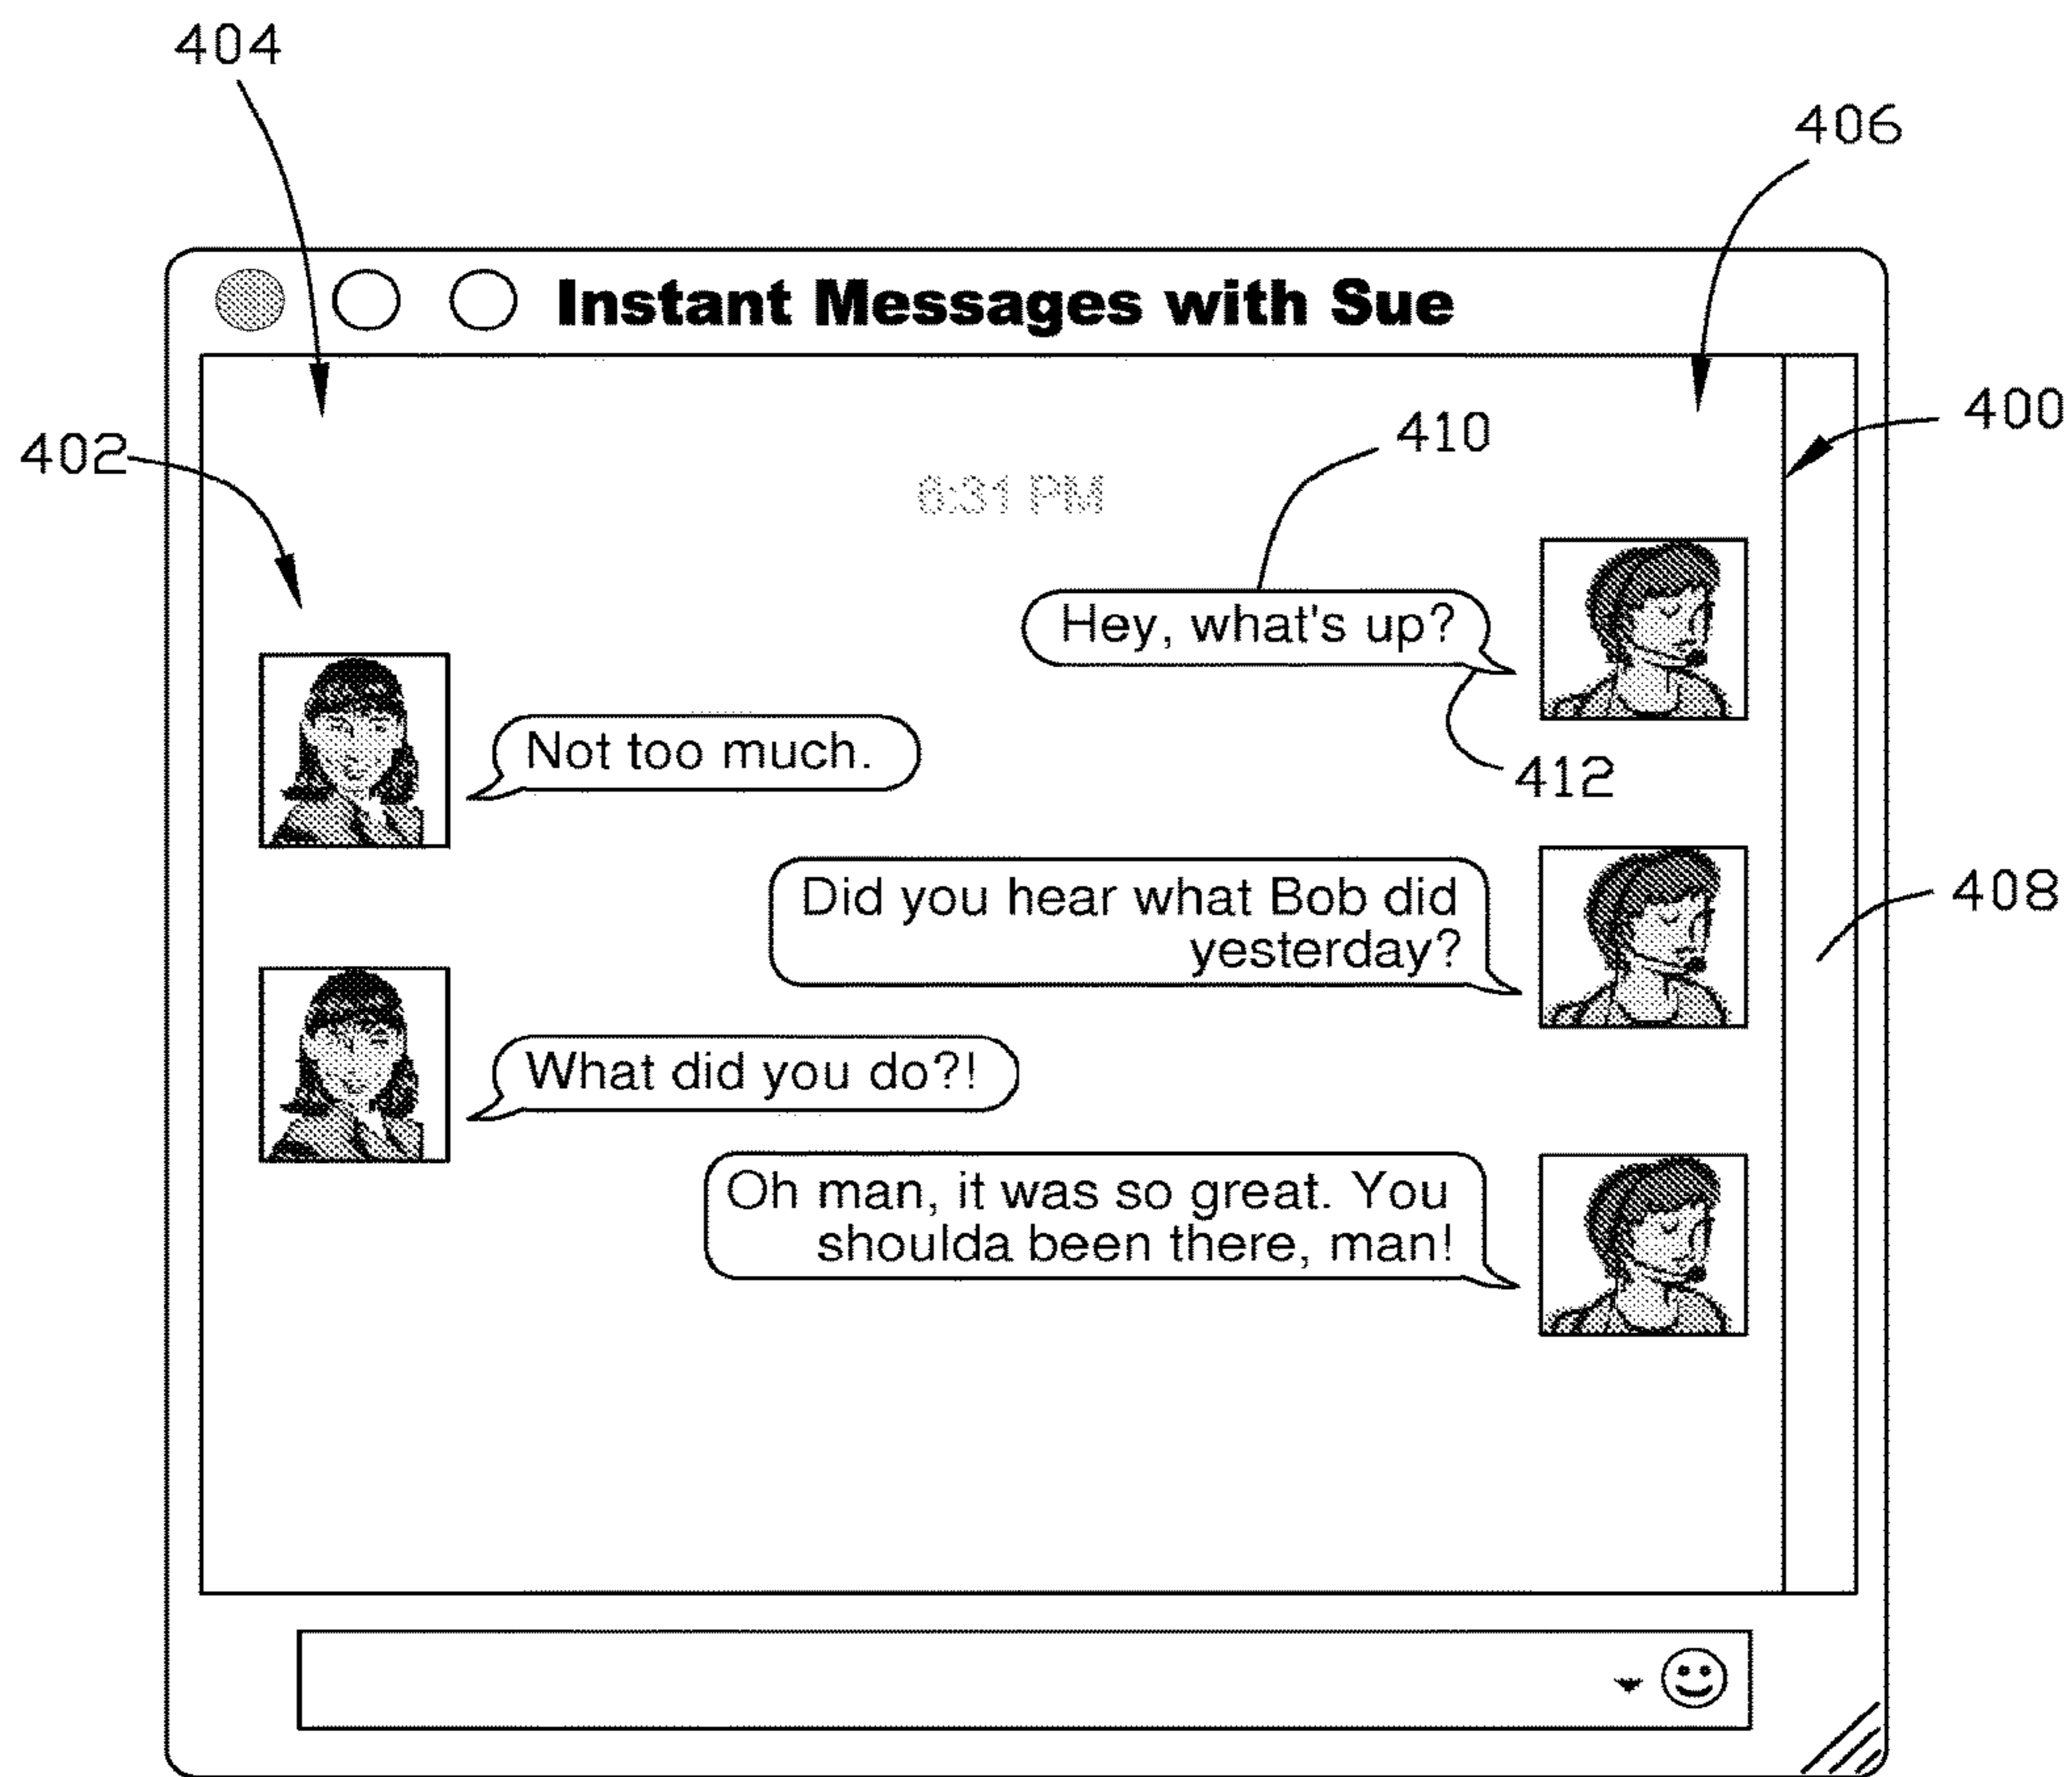 404
406
Instant Messages with Sue
400
410
402
6:31 PM
Hey, what's up?
Not too much.
412
Did you hear what Bob did
yesterday?
408
What did you do?!
Oh man, it was so great. You
shoulda been there, man!